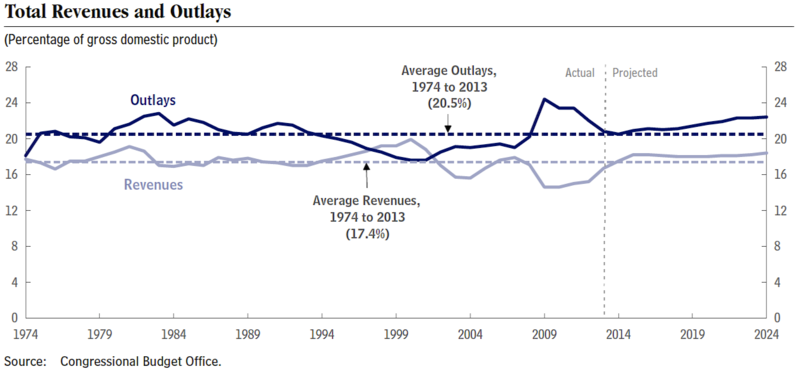 Total Revenues and Outlays
(Percentage of gross domestic product)
28 28
Actual Projected
Average Outlays,
1974 to 2013
(20.5%)
24 24
Outlays
20 20
16 16
Revenues
Average Revenues,
1974 to 2013
(17.4%)
12 12
8 8
4 4
0 0
1974 1979 1984 1989 1994 1999 2004 2009 2014 2019 2024
Source: Congressional Budget Office.